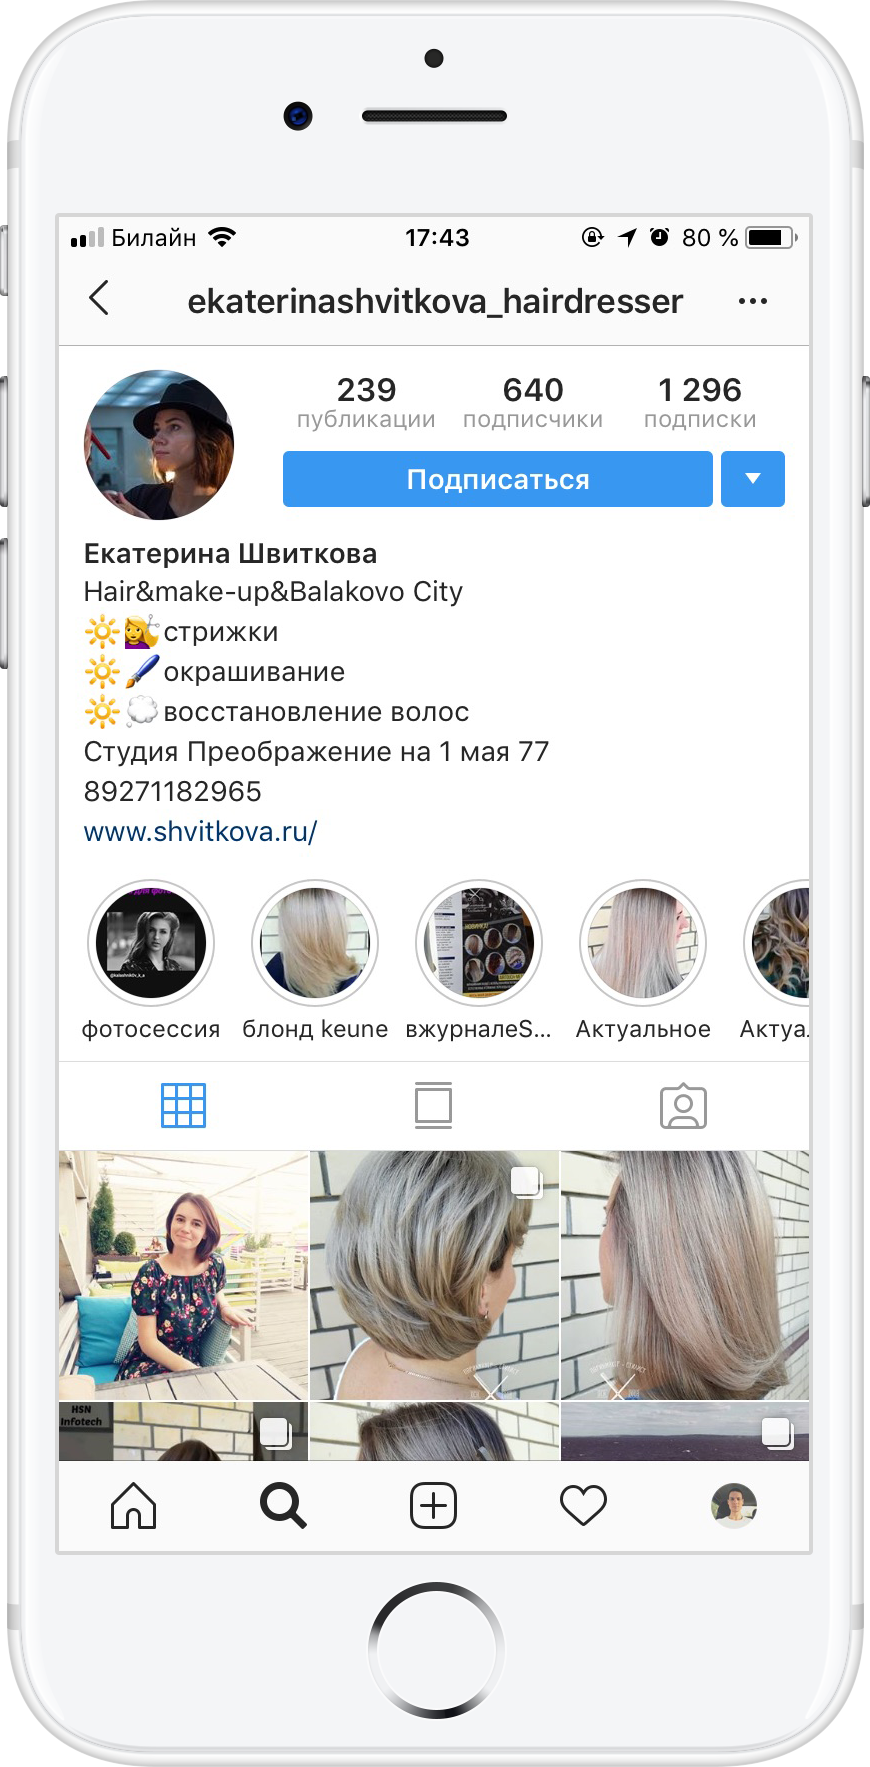 Билайн 17:43 80 %
ekaterinashvitkova_hairdresser
239 640 1 296
публикации подписчики подписки
Подписаться
Екатерина Швиткова
Hair&make-up&Balakovo City
стрижки
окрашивание
восстановление волос
Студия Преображение на 1 мая 77
89271182965
www.shvitkova.ru/
фотосессия блонд keune вжурналеS... Актуальное Актуа
HSN
Infotech